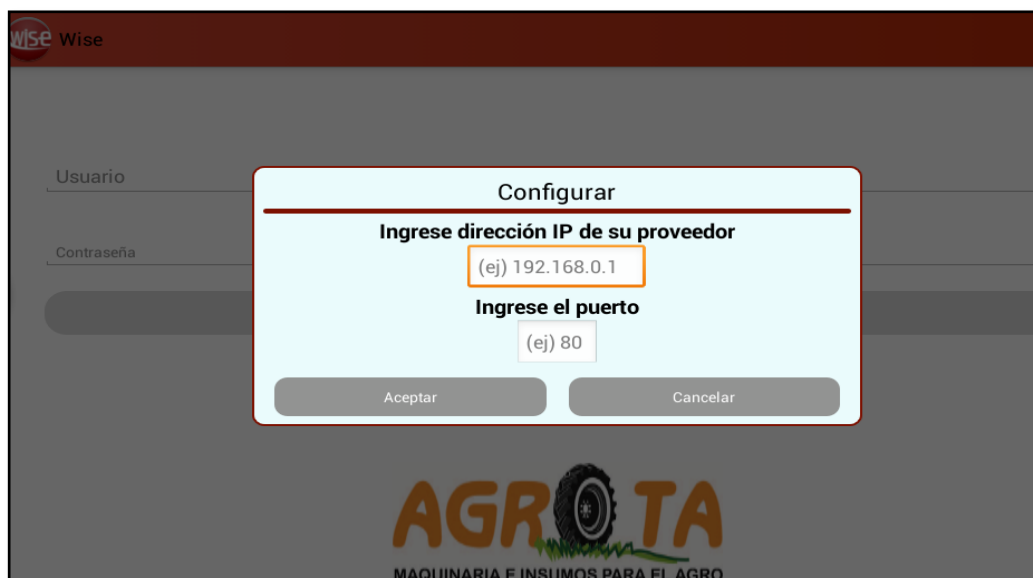 wise Wise
Usuario
Configurar
Ingrese dirección IP de su proveedor
(ej) 192.168.0.1
Contraseña
Ingrese el puerto
(ej) 80
Aceptar Cancelar
AGROTA
MAQUINARIA E INSUMOS PARA EL AGRO